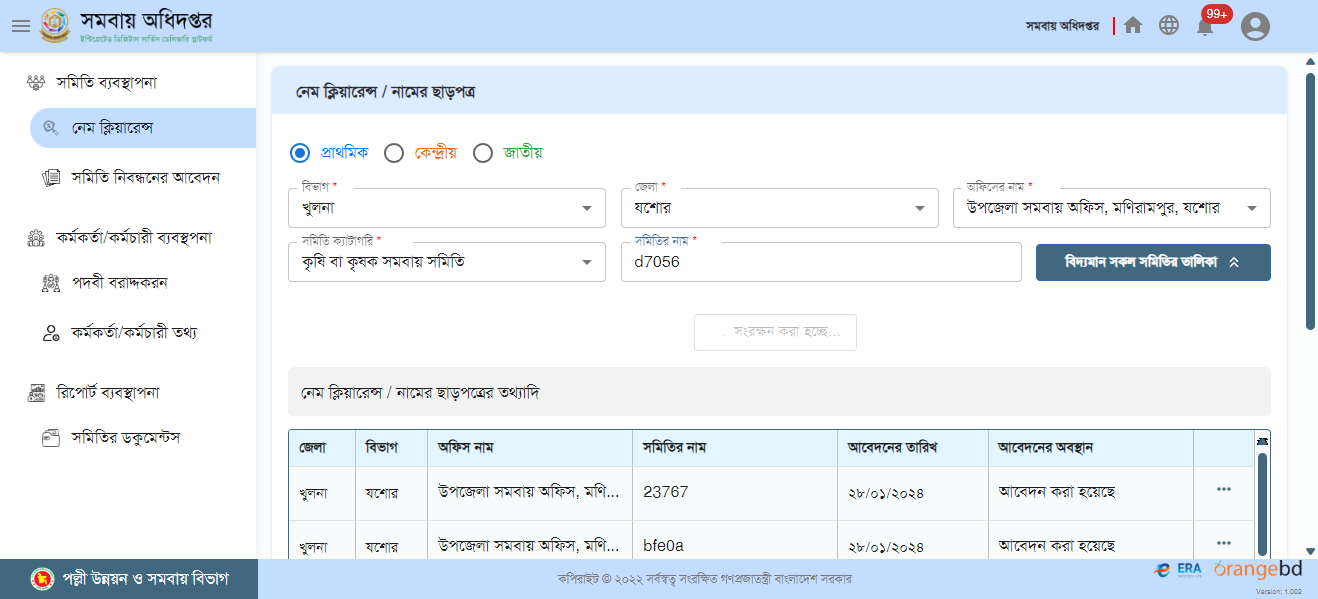 সমবায় অধিদপ্তর
ইন্টিগ্রেটেড ডিজিটাল সার্ভিস ডেলিভারি প্লাটফর্ম
সমবায় অধিদপ্তর
99+
সমিতি ব্যবস্থাপনা
নেম ক্লিয়ারেন্স
সমিতি নিবন্ধনের আবেদন
কর্মকর্তা/কর্মচারী ব্যবস্থপনা
পদবী বরাদ্দকরন
কর্মকর্তা/কর্মচারী তথ্য
রিপোর্ট ব্যবস্থাপনা
সমিতির ডকুমেন্টস
পল্লী উন্নয়ন ও সমবায় বিভাগ
নেম ক্লিয়ারেন্স / নামের ছাড়পত্র
প্রাথমিক কেন্দ্রীয় জাতীয়
বিভাগ * জেলা * অফিসের নাম *
খুলনা যশোর উপজেলা সমবায় অফিস, মণিরামপুর, যশোর
সমিতি ক্যাটাগরি * সমিতির নাম *
কৃষি বা কৃষক সমবায় সমিতি d7056 বিদ্যমান সকল সমিতির তালিকা
সংরক্ষন করা হচ্ছে...
নেম ক্লিয়ারেন্স / নামের ছাড়পত্রের তথ্যাদি
জেলা বিভাগ অফিস নাম সমিতির নাম আবেদনের তারিখ আবেদনের অবস্থান
খুলনা যশোর উপজেলা সমবায় অফিস, মণি... 23767 ২৮/০১/২০২৪ আবেদন করা হয়েছে
খুলনা যশোর উপজেলা সমবায় অফিস, মণি... bfe0a ২৮/০১/২০২৪ আবেদন করা হয়েছে
কপিরাইট © ২০২২ সর্বস্বত্ব সংরক্ষিত গণপ্রজাতন্ত্রী বাংলাদেশ সরকার
ERA
orangebd
Version: 1.002